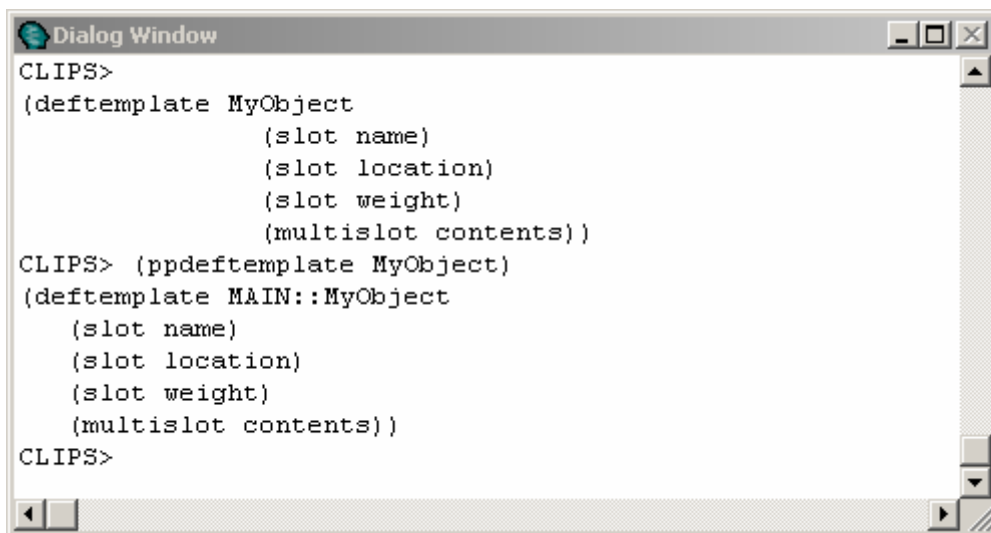 Dialog Window
CLIPS>
(deftemplate MyObject
(slot name)
(slot location)
(slot weight)
(multislot contents))
CLIPS> (ppdeftemplate MyObject)
(deftemplate MAIN::MyObject
(slot name)
(slot location)
(slot weight)
(multislot contents))
CLIPS>